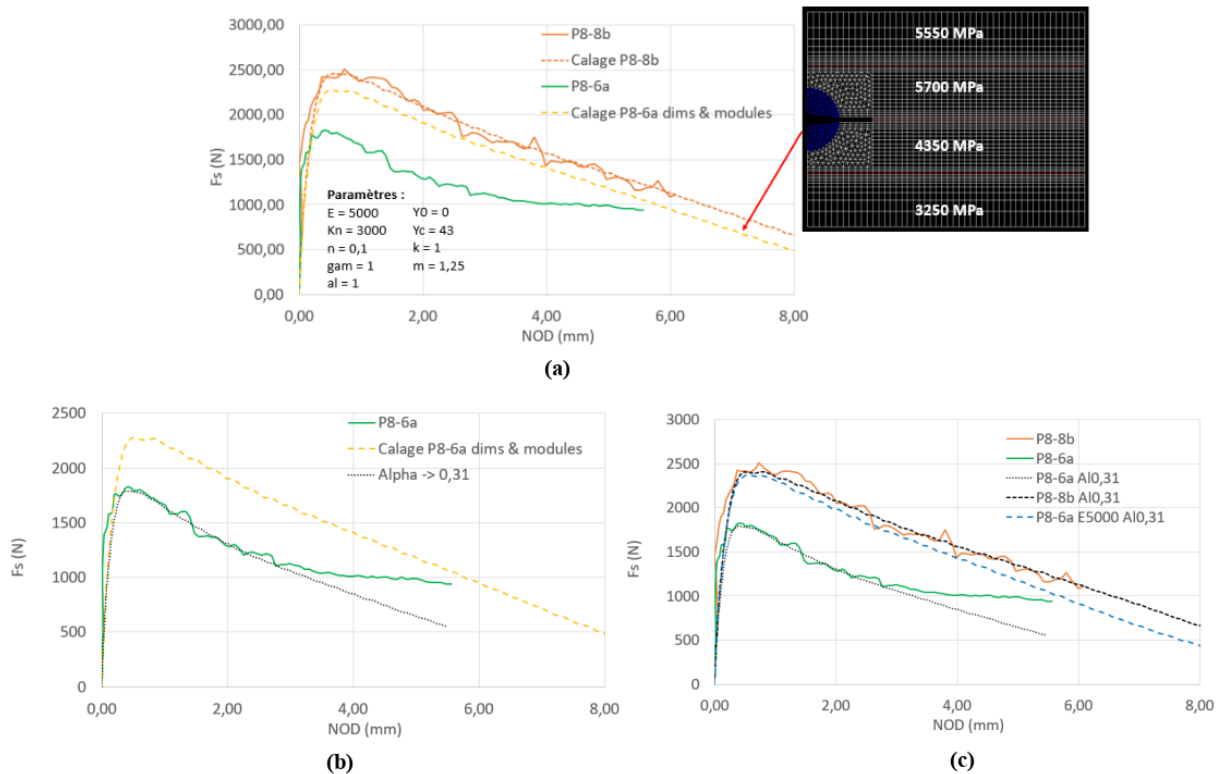 (a)
3000,00
2500,00
2000,00
1500,00
1000,00
500,00
0,00
Fs (N)
P8-8b
Calage P8-8b
P8-6a
Calage P8-6a dims & modules
Paramètres :
E = 5000 Y0 = 0
Kn = 3000 Yc = 43
n = 0,1 k = 1
gam = 1 m = 1,25
al = 1
0,00 2,00 4,00 6,00 8,00
NOD (mm)
5550 MPa
5700 MPa
4350 MPa
3250 MPa
(a)
2500
2000
1500
1000
500
0
Fs (N)
P8-6a
Calage P8-6a dims & modules
Alpha -> 0,31
0,00 2,00 4,00 6,00 8,00
NOD (mm)
(b)
3000
2500
2000
1500
1000
500
0
Fs (N)
P8-8b
P8-6a
P8-6a Al0,31
P8-8b Al0,31
P8-6a E5000 Al0,31
0,00 2,00 4,00 6,00 8,00
NOD (mm)
(c)